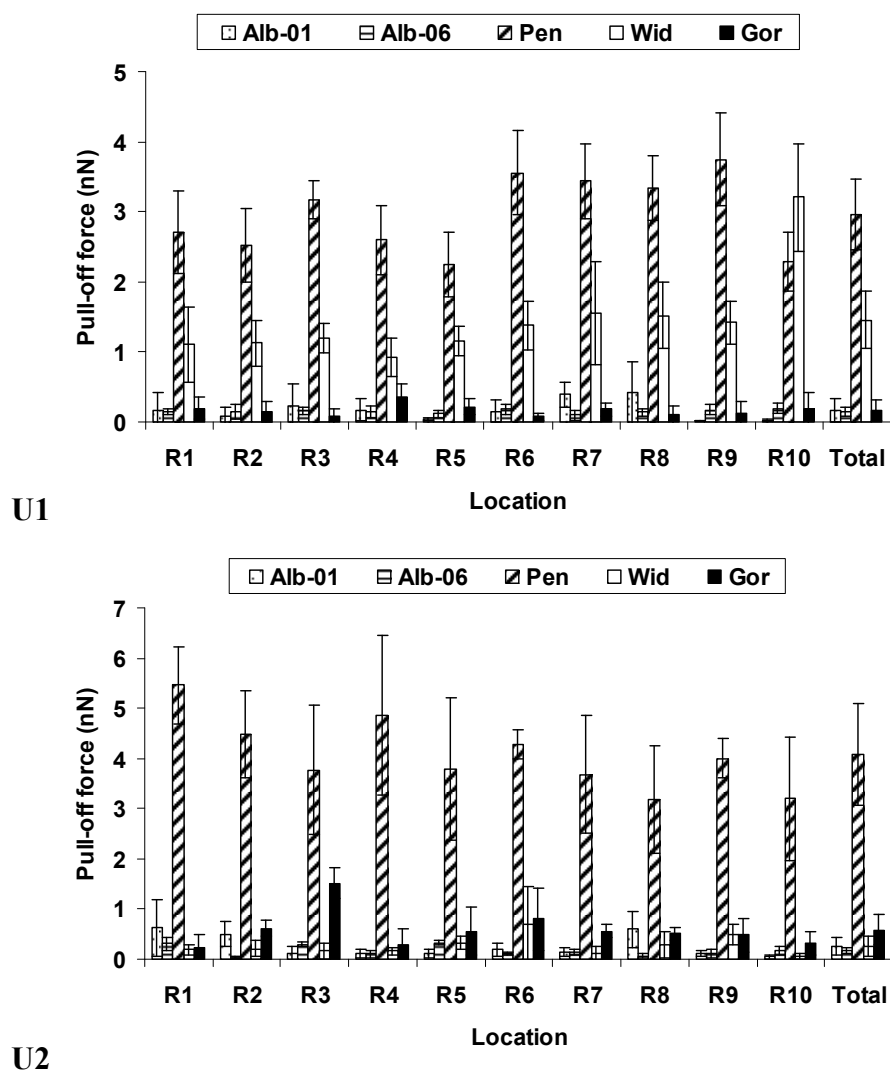 Alb-01 Alb-06 Pen Wid Gor
5
4
3
2
1
0
Pull-off force (nN)
R1 R2 R3 R4 R5 R6 R7 R8 R9 R10 Total
Location
U1
Alb-01 Alb-06 Pen Wid Gor
7
6
5
4
3
2
1
0
Pull-off force (nN)
R1 R2 R3 R4 R5 R6 R7 R8 R9 R10 Total
Location
U2